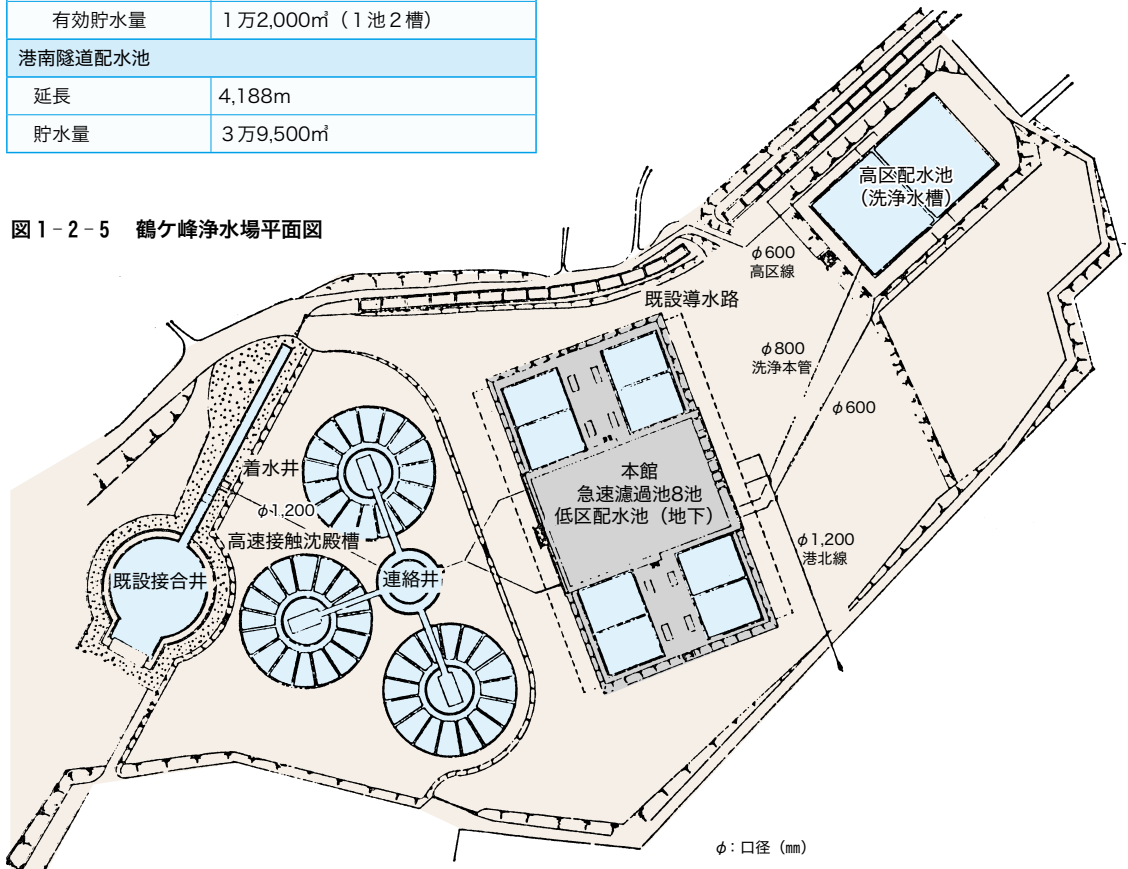 有効貯水量 1万2,000㎥（1池2槽）
港南隧道配水池
延長 4,188m
貯水量 3万9,500㎥
図1-2-5 鶴ケ峰浄水場平面図
高区配水池
（洗浄水槽）
φ600
高区線
既設導水路
φ800
洗浄本管
φ600
着水井
φ1,200
高速接触沈殿槽
既設接合井
連絡井
本館
急速濾過池8池
低区配水池（地下）
φ1,200
港北線
φ：口径（㎜）